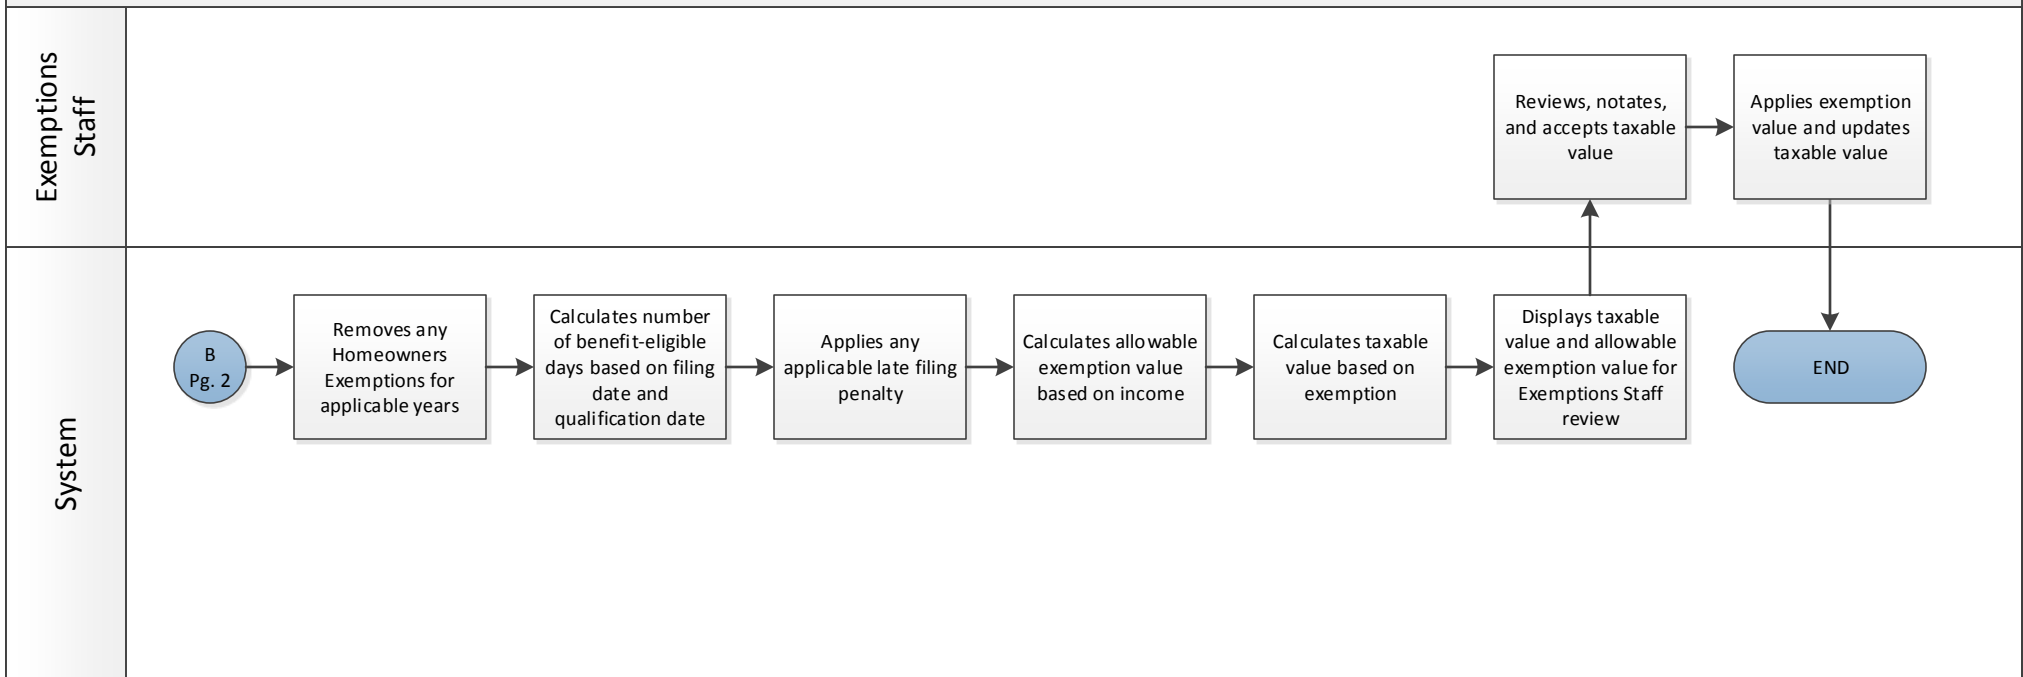 Exemptions
Staff
Reviews, notates,
and accepts taxable
value
Applies exemption
value and updates
taxable value
System
B
Pg. 2
Removes any
Homeowners
Exemptions for
applicable years
Calculates number
of benefit-eligible
days based on filing
date and
qualification date
Applies any
applicable late filing
penalty
Calculates allowable
exemption value
based on income
Calculates taxable
value based on
exemption
Displays taxable
value and allowable
exemption value for
Exemptions Staff
review
END